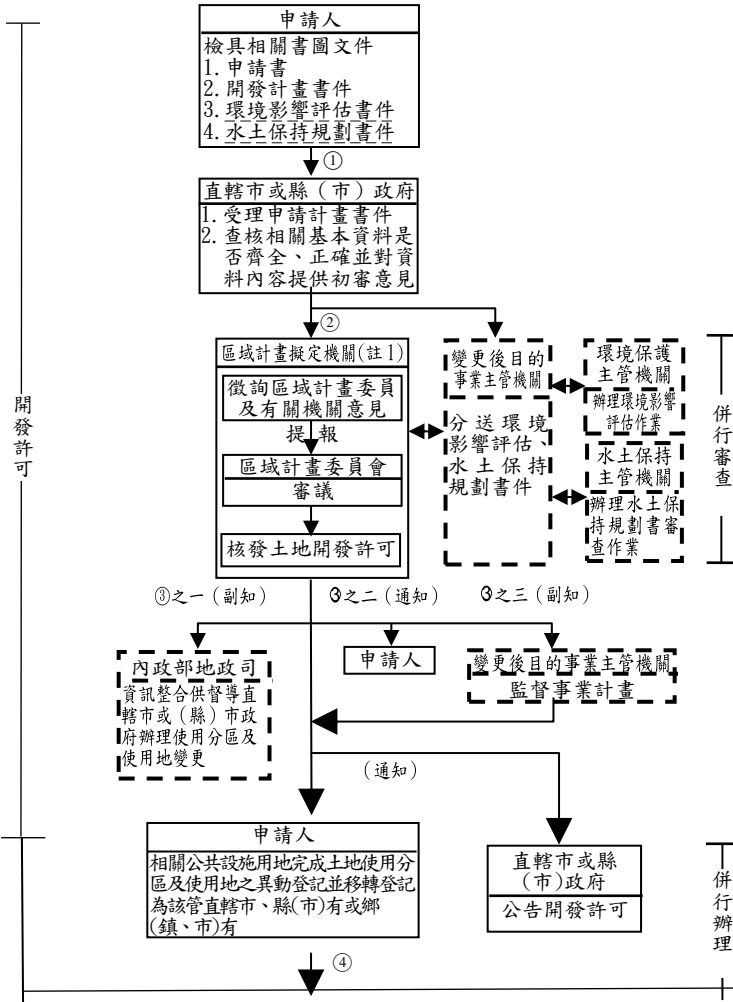 申請人
檢具相關書圖文件
1. 申請書
2. 開發計畫書件
3. 環境影響評估書件
4. 水土保持規劃書件
①
直轄市或縣（市）政府
1. 受理申請計畫書件
2. 查核相關基本資料是
否齊全、正確並對資
料內容提供初審意見
②
區域計畫擬定機關(註1)
徵詢區域計畫委員
及有關機關意見
提報
區域計畫委員會
審議
核發土地開發許可
變更後目的
事業主管機關
分送環境
影響評估、
水土保持
規劃書件
環境保護
主管機關
辦理環境影響
評估作業
水土保持
主管機關
辦理水土保
持規劃書審
查作業
併行審查
開發許可
③之一（副知）
③之二（通知）
③之三（副知）
內政部地政司
資訊整合供督導直
轄市或（縣）市政
府辦理使用分區及
使用地變更
申請人
變更後目的事業主管機關
監督事業計畫
（通知）
申請人
相關公共設施用地完成土地使用分
區及使用地之異動登記並移轉登記
為該管直轄市、縣(市)有或鄉
(鎮、市)有
直轄市或縣
（市）政府
公告開發許可
併行辦理
④